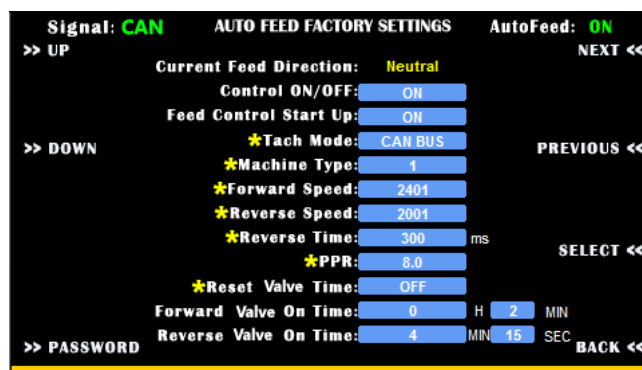 Signal: CAN AUTO FEED FACTORY SETTINGS AutoFeed: ON
>> UP NEXT <<
Current Feed Direction: Neutral
Control ON/OFF: ON
Feed Control Start Up: ON
>> DOWN *Tach Mode: CAN BUS PREVIOUS <<
*Machine Type: 1
*Forward Speed: 2401
*Reverse Speed: 2001
*Reverse Time: 300 ms
SELECT <<
*PPR: 8.0
*Reset Valve Time: OFF
Forward Valve On Time: 0 H 2 MIN
Reverse Valve On Time: 4 MIN 15 SEC
>> PASSWORD BACK <<